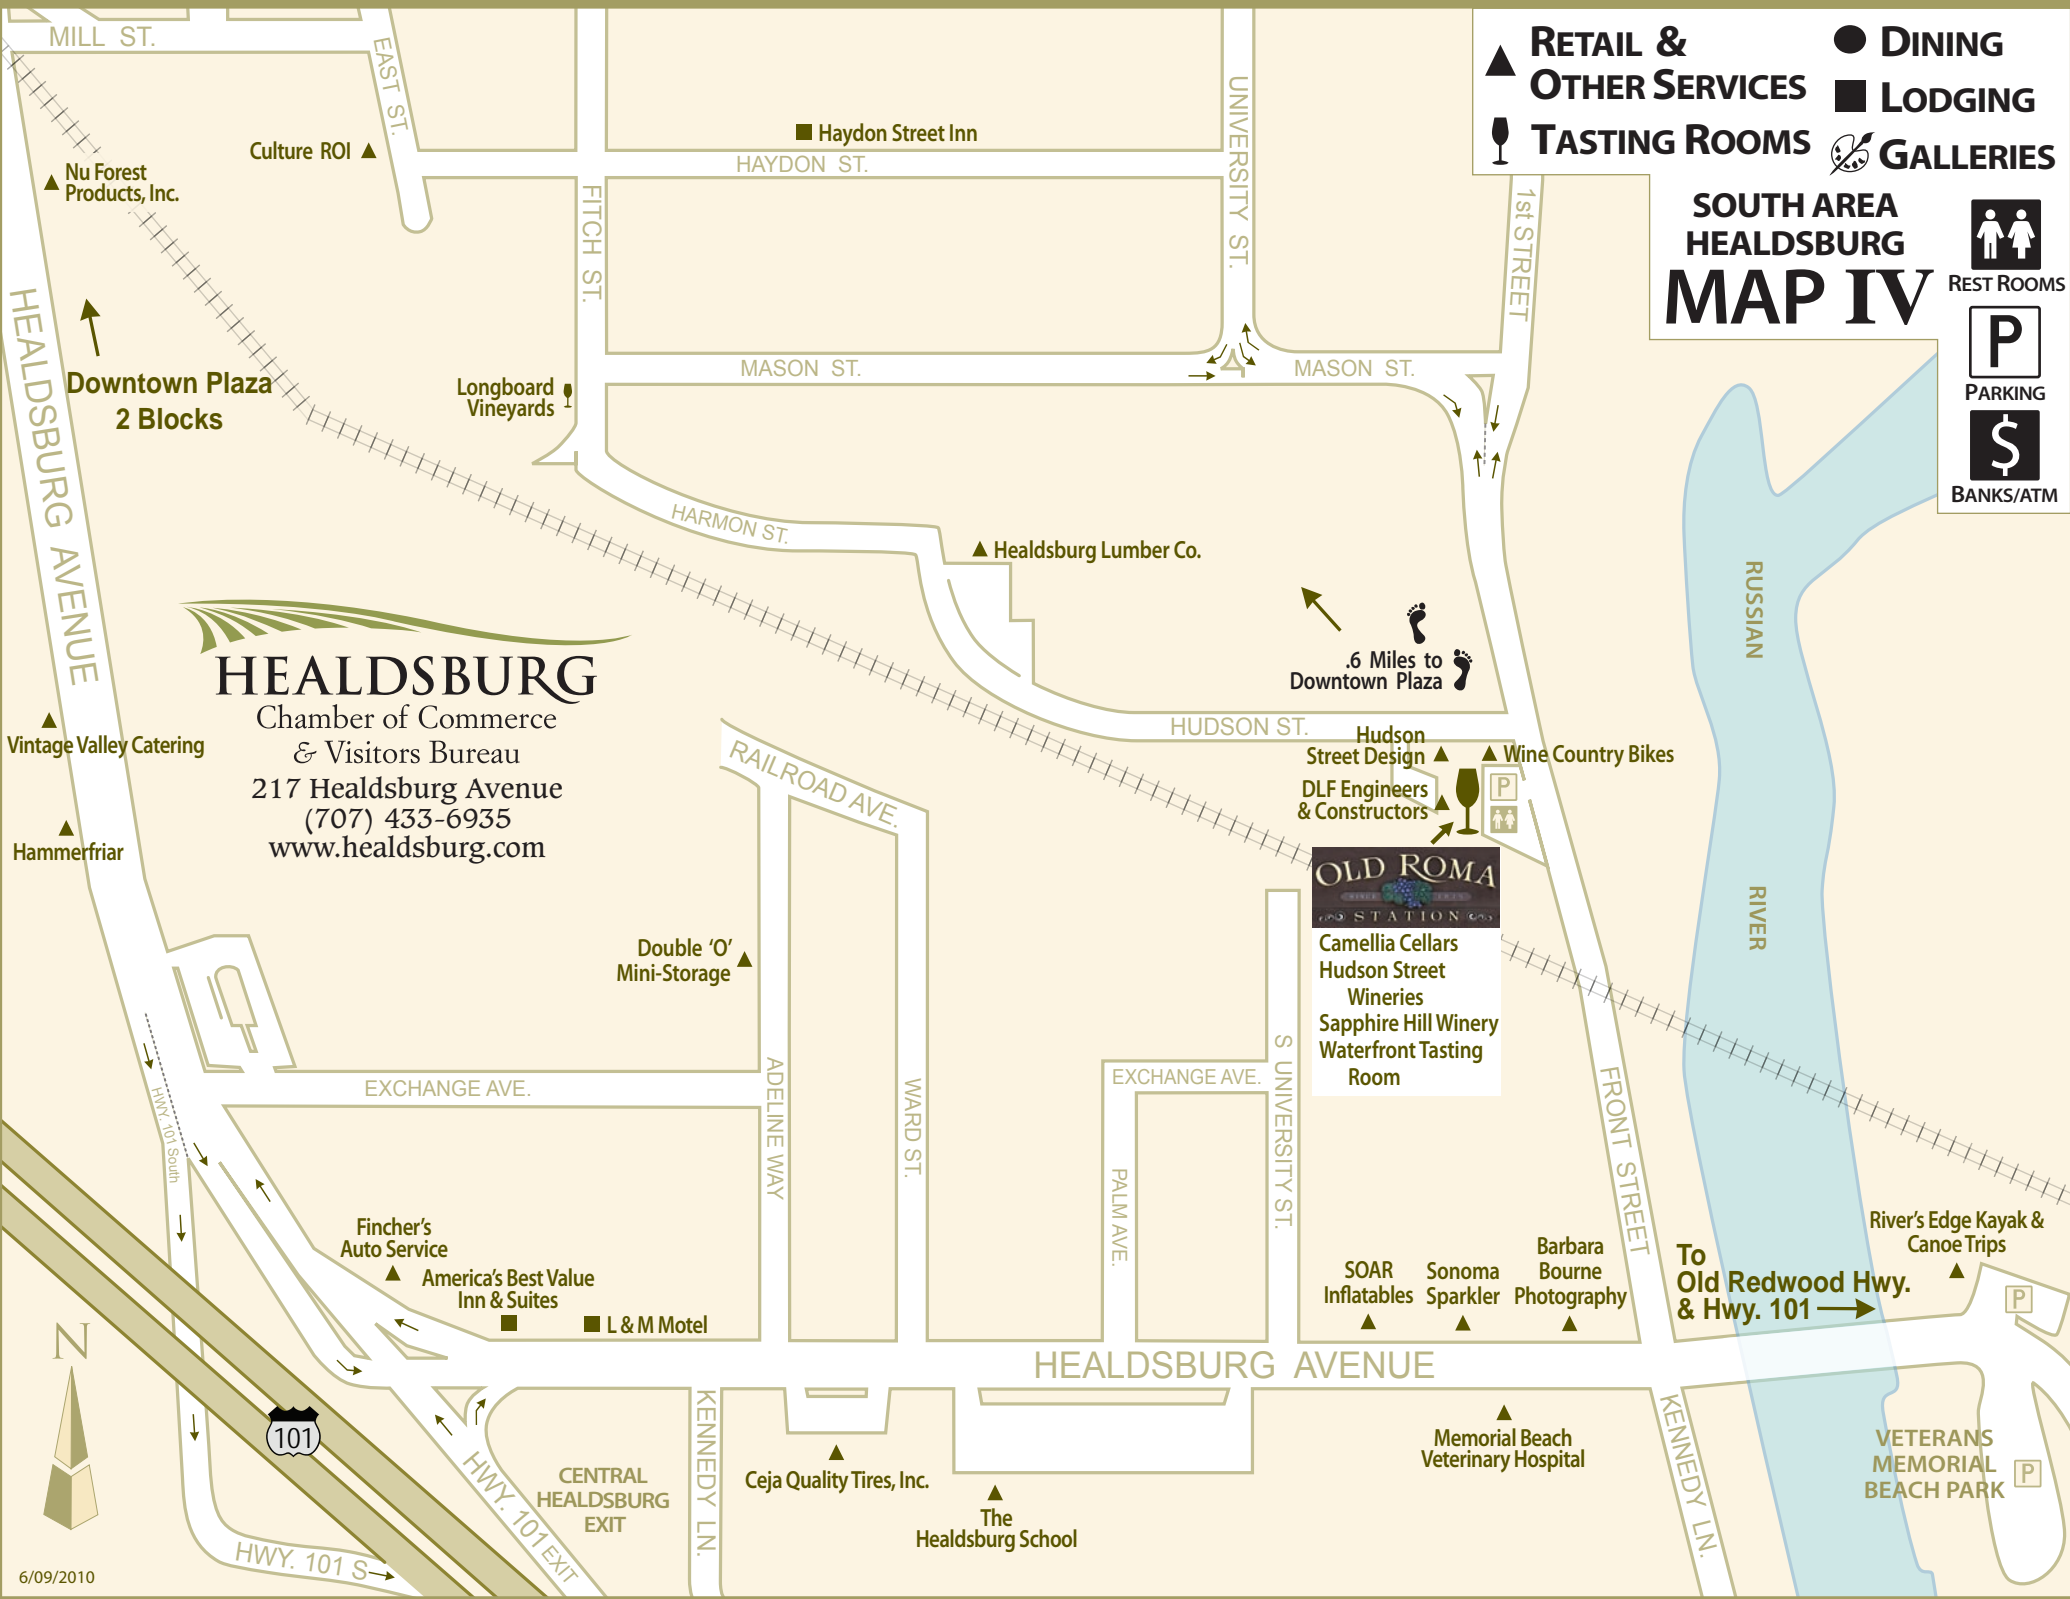 MILL ST.
EAST ST.
UNIVERSITY ST.
RETAIL &
OTHER SERVICES
TASTING ROOMS
DINING
LODGING
GALLERIES
SOUTH AREA
HEALDSBURG
MAP IV
REST ROOMS
P
PARKING
$
BANKS/ATM
Haydon Street Inn
HAYDON ST.
Culture ROI
Nu Forest
Products, Inc.
FITCH ST.
1st STREET
HEALDSBURG AVENUE
Downtown Plaza
2 Blocks
Longboard
Vineyards
MASON ST.
MASON ST.
HARMON ST.
Healdsburg Lumber Co.
RUSSIAN
RIVER
.6 Miles to
Downtown Plaza
HEALDSBURG
Chamber of Commerce
& Visitors Bureau
217 Healdsburg Avenue
(707) 433-6935
www.healdsburg.com
Vintage Valley Catering
Hammerfriar
HUDSON ST.
Hudson
Street Design
Wine Country Bikes
DLF Engineers
& Constructors
P
RAILROAD AVE.
OLD ROMA
STATION
Camellia Cellars
Hudson Street
Wineries
Sapphire Hill Winery
Waterfront Tasting
Room
Double ‘O’
Mini-Storage
EXCHANGE AVE.
ADELINE WAY
WARD ST.
EXCHANGE AVE.
PALM AVE.
S UNIVERSITY ST.
FRONT STREET
HWY. 101 South
Fincher’s
Auto Service
America’s Best Value
Inn & Suites
L & M Motel
SOAR
Inflatables
Sonoma
Sparkler
Barbara
Bourne
Photography
To
Old Redwood Hwy.
& Hwy. 101
River’s Edge Kayak &
Canoe Trips
P
N
HEALDSBURG AVENUE
101
HWY. 101 EXIT
CENTRAL
HEALDSBURG
EXIT
KENNEDY LN.
Ceja Quality Tires, Inc.
The
Healdsburg School
Memorial Beach
Veterinary Hospital
KENNEDY LN.
VETERANS
MEMORIAL
BEACH PARK
P
HWY. 101 S
6/09/2010